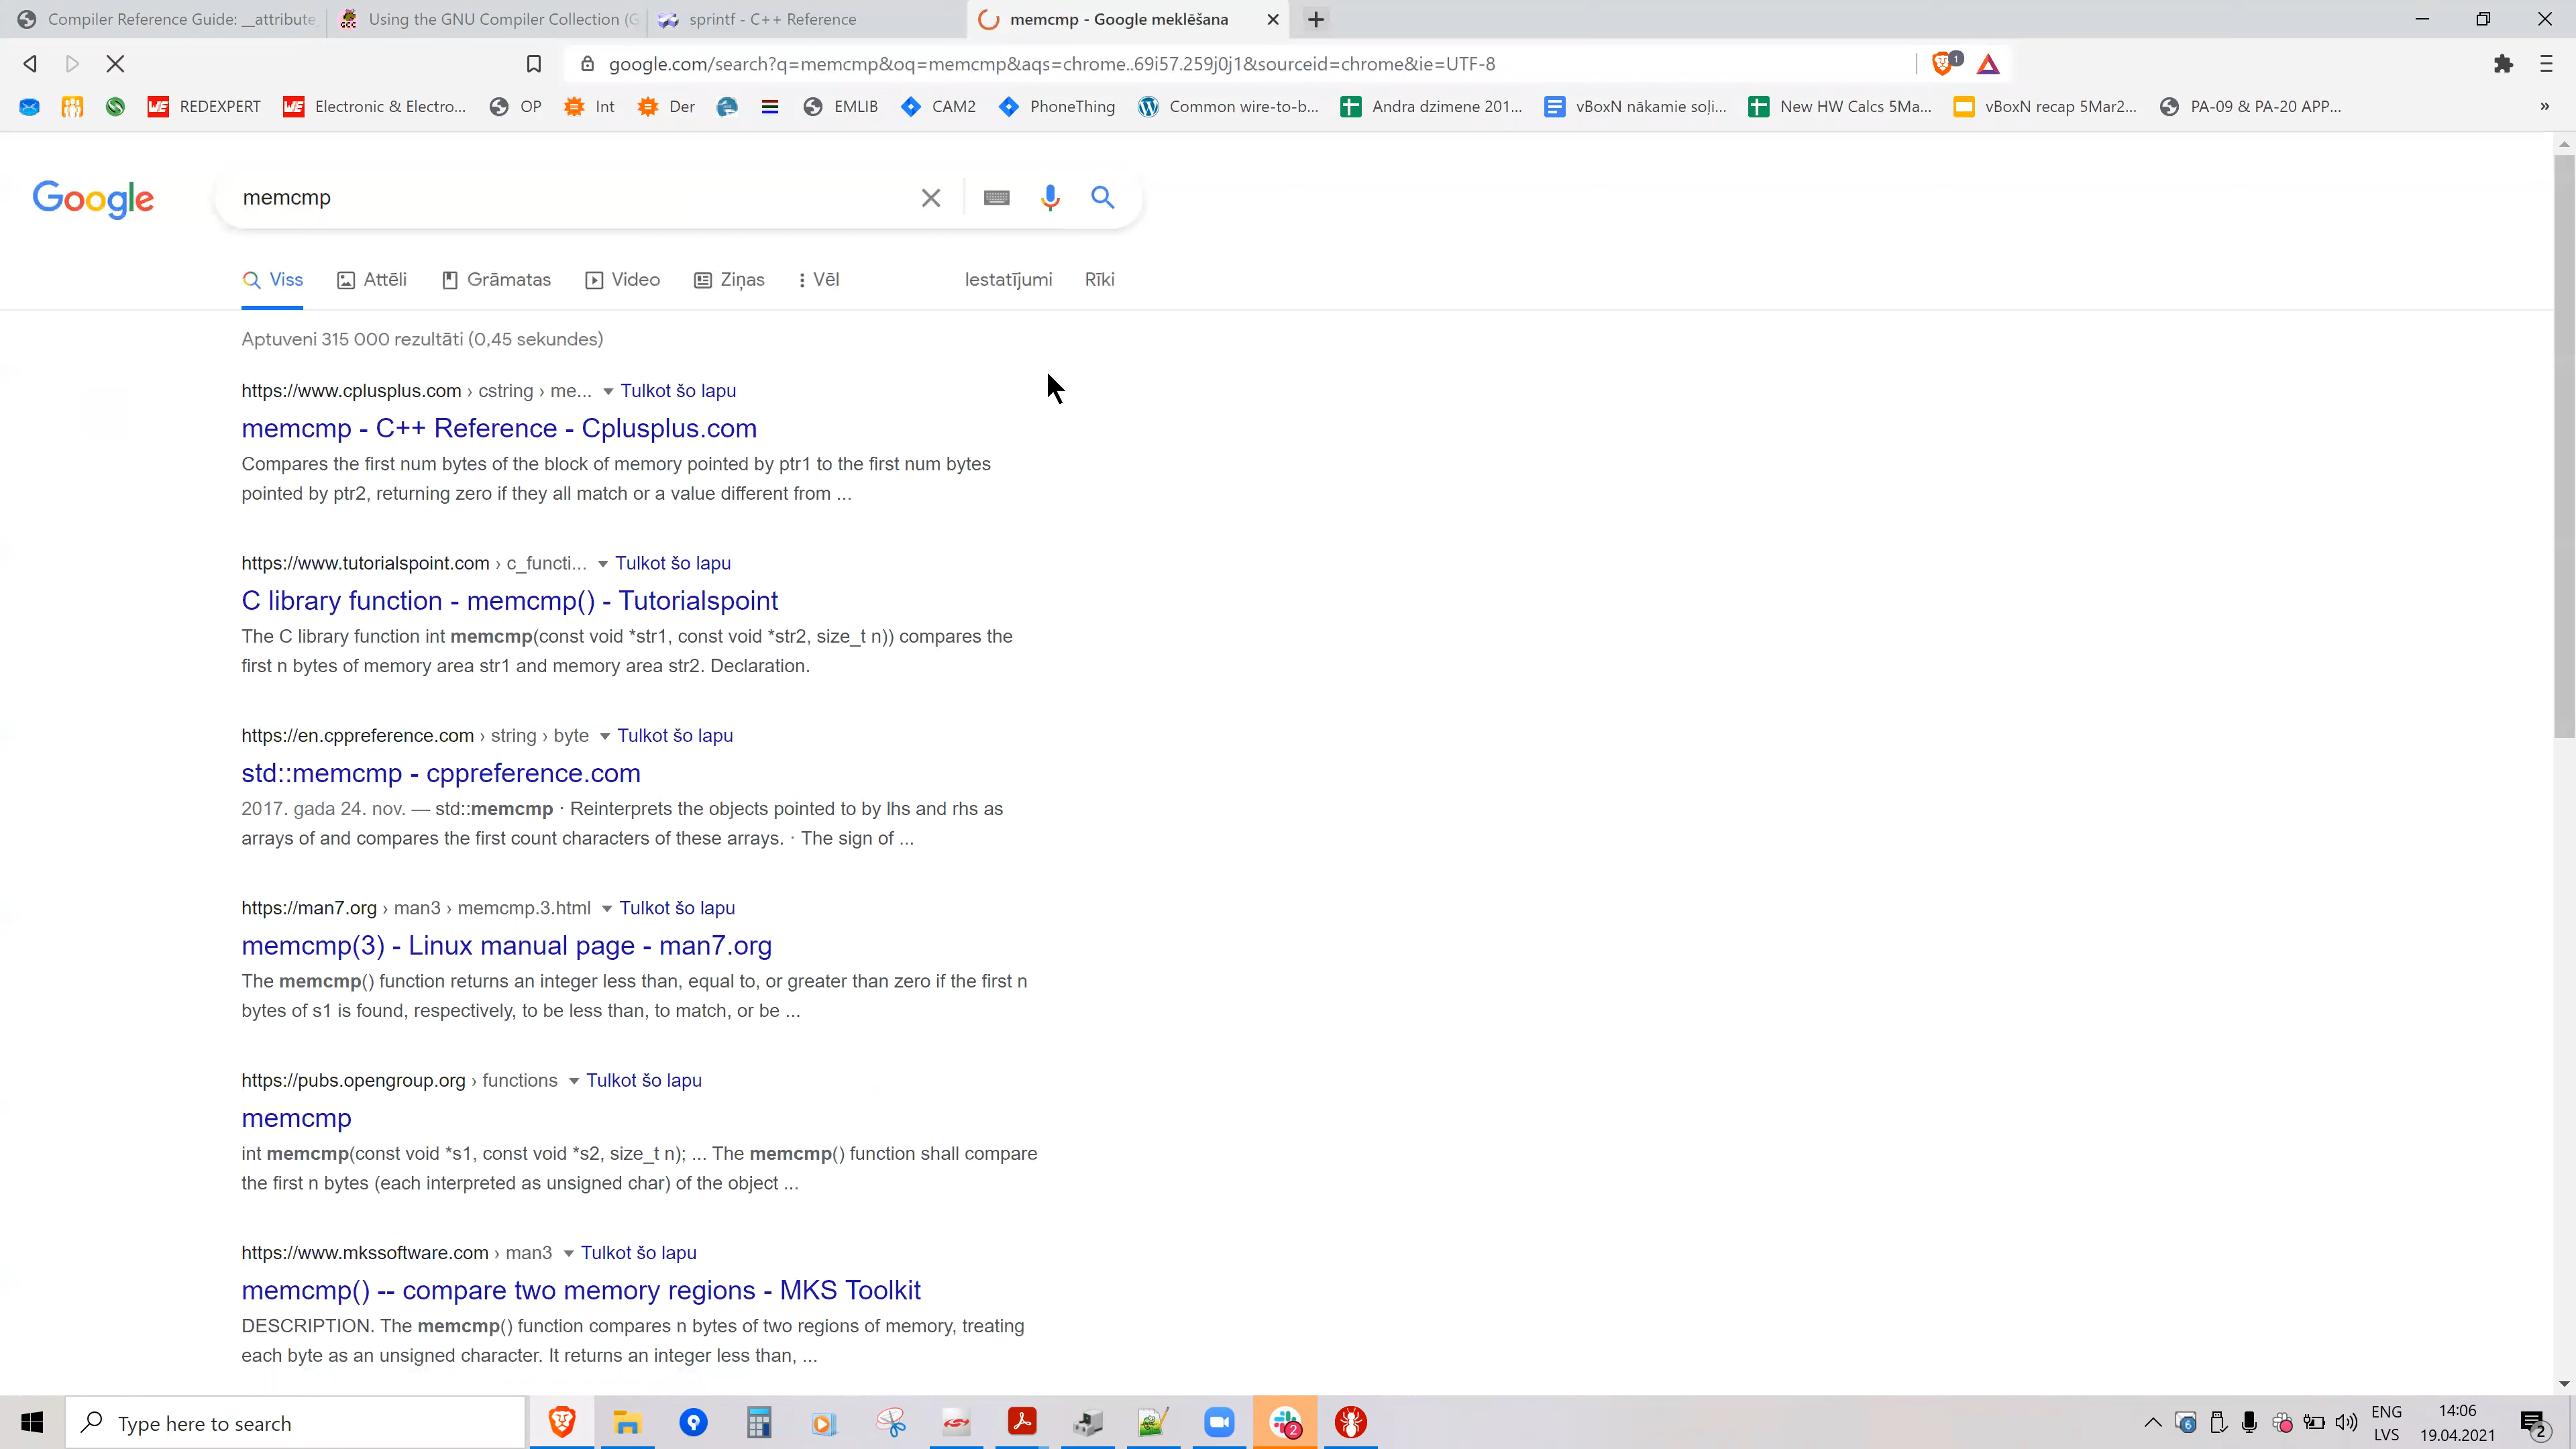 Compiler Reference Guide: __attribute
Using the GNU Compiler Collection (G
sprintf - C++ Reference
memcmp - Google meklēšana
google.com/search?q=memcmp&oq=memcmp&aqs=chrome..69i57.259j0j1&sourceid=chrome&ie=UTF-8
1
REDEXPERT
Electronic & Electro...
OP
Int
Der
EMLIB
CAM2
PhoneThing
Common wire-to-b...
Andra dzimene 201...
vBoxN nākamie soļi...
New HW Calcs 5Ma...
vBoxN recap 5Mar2...
PA-09 & PA-20 APP...
»
Google
memcmp
Viss
Attēli
Grāmatas
Video
Ziņas
Vēl
Iestatījumi
Rīki
Aptuveni 315 000 rezultāti (0,45 sekundes)
https://www.cplusplus.com › cstring › me... Tulkot šo lapu
memcmp - C++ Reference - Cplusplus.com
Compares the first num bytes of the block of memory pointed by ptr1 to the first num bytes
pointed by ptr2, returning zero if they all match or a value different from ...
https://www.tutorialspoint.com › c_functi... Tulkot šo lapu
C library function - memcmp() - Tutorialspoint
The C library function int memcmp(const void *str1, const void *str2, size_t n)) compares the
first n bytes of memory area str1 and memory area str2. Declaration.
https://en.cppreference.com › string › byte Tulkot šo lapu
std::memcmp - cppreference.com
2017. gada 24. nov. — std::memcmp · Reinterprets the objects pointed to by lhs and rhs as
arrays of and compares the first count characters of these arrays. · The sign of ...
https://man7.org › man3 › memcmp.3.html Tulkot šo lapu
memcmp(3) - Linux manual page - man7.org
The memcmp() function returns an integer less than, equal to, or greater than zero if the first n
bytes of s1 is found, respectively, to be less than, to match, or be ...
https://pubs.opengroup.org › functions Tulkot šo lapu
memcmp
int memcmp(const void *s1, const void *s2, size_t n); ... The memcmp() function shall compare
the first n bytes (each interpreted as unsigned char) of the object ...
https://www.mkssoftware.com › man3 Tulkot šo lapu
memcmp() -- compare two memory regions - MKS Toolkit
DESCRIPTION. The memcmp() function compares n bytes of two regions of memory, treating
each byte as an unsigned character. It returns an integer less than, ...
Type here to search
2
6
ENG
LVS
14:06
19.04.2021
2